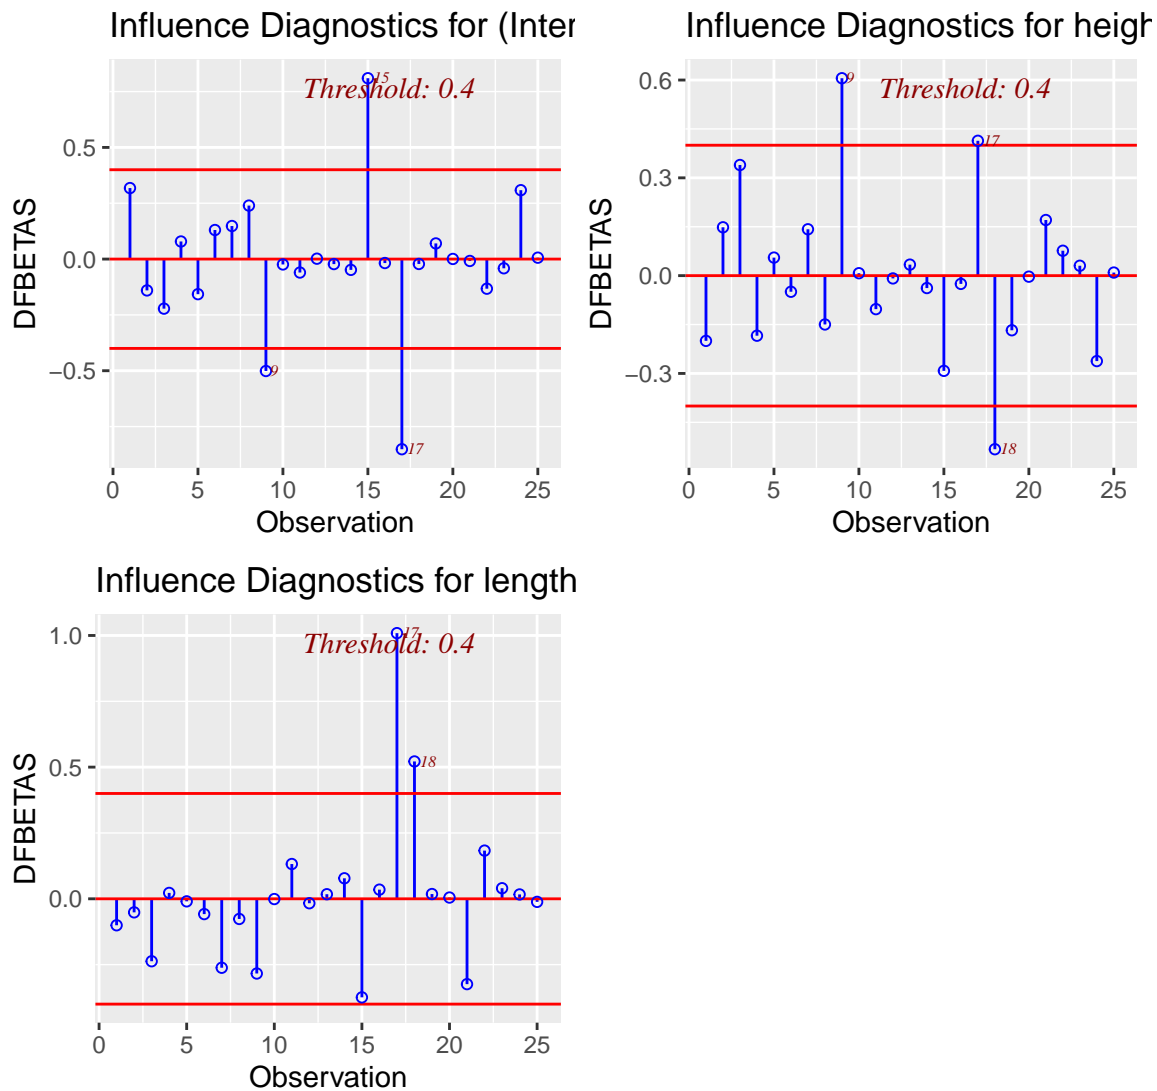 Influence Diagnostics for (Inter
15
Threshold: 0.4
0.5
0.0
−0.5
DFBETAS
9
17
0 5 10 15 20 25
Observation
Influence Diagnostics for heigh
9
Threshold: 0.4
17
0.6
0.3
0.0
−0.3
DFBETAS
18
0 5 10 15 20 25
Observation
Influence Diagnostics for length
17
Threshold: 0.4
18
1.0
0.5
0.0
DFBETAS
0 5 10 15 20 25
Observation